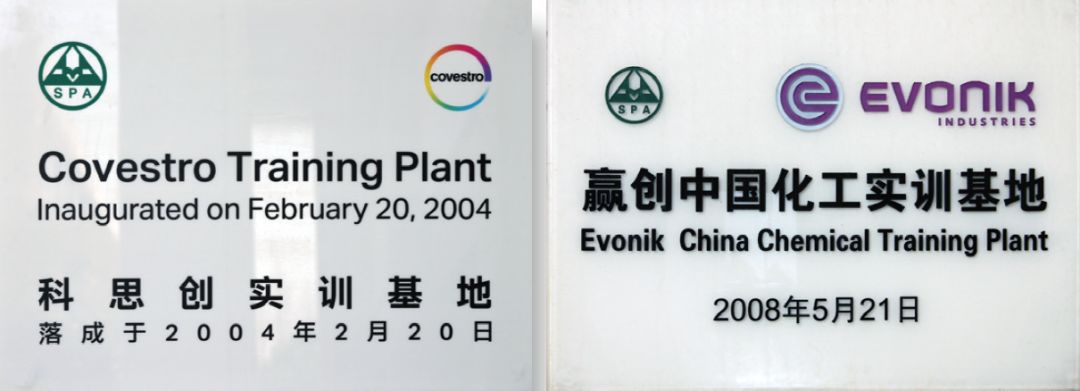 SPA
covestro
Covestro Training Plant
Inaugurated on February 20, 2004
科思创实训基地
落成于2004年2月20日
SPA
EVONIK
INDUSTRIES
赢创中国化工实训基地
Evonik China Chemical Training Plant
2008年5月21日